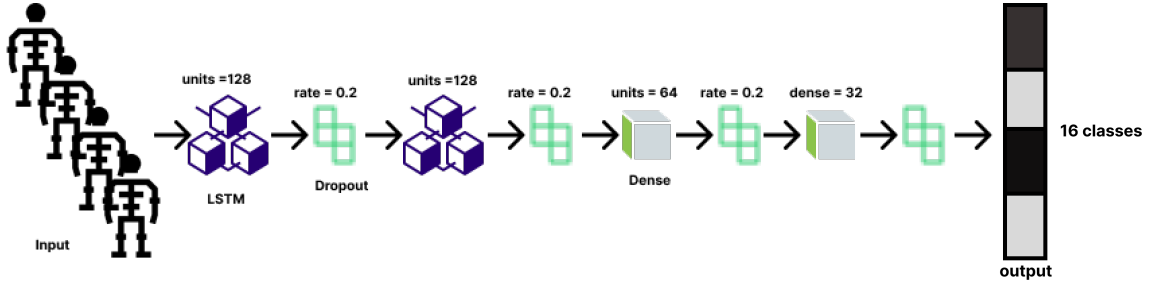 units =128
rate = 0.2
units =128
rate = 0.2
units = 64
rate = 0.2
dense = 32
16 classes
Input
LSTM
Dropout
Dense
output